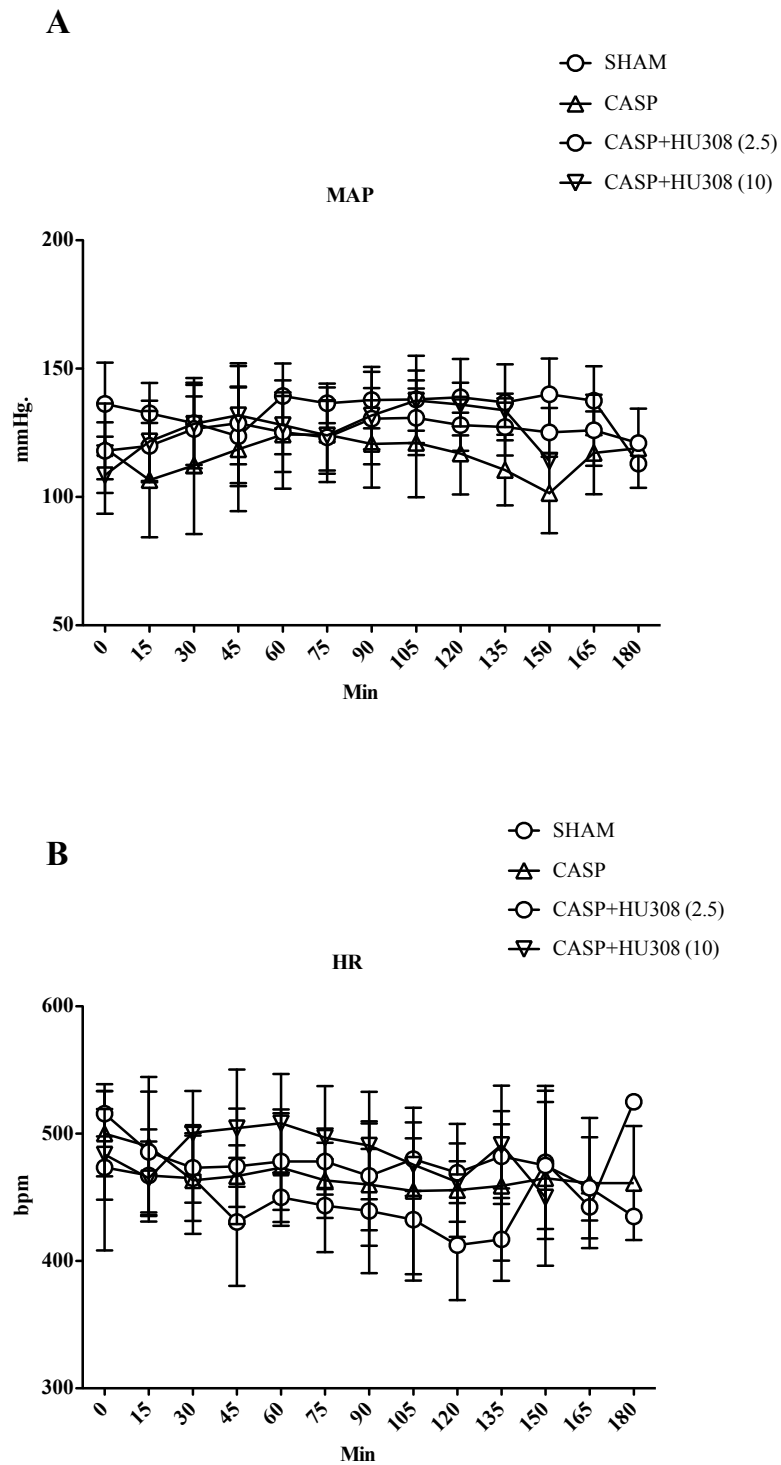 A
SHAM
CASP
CASP+HU308 (2.5)
CASP+HU308 (10)
MAP
200
150
100
50
mmHg.
0 15 30 45 60 75 90 105 120 135 150 165 180
Min
B
SHAM
CASP
CASP+HU308 (2.5)
CASP+HU308 (10)
HR
600
500
400
300
bpm
0 15 30 45 60 75 90 105 120 135 150 165 180
Min